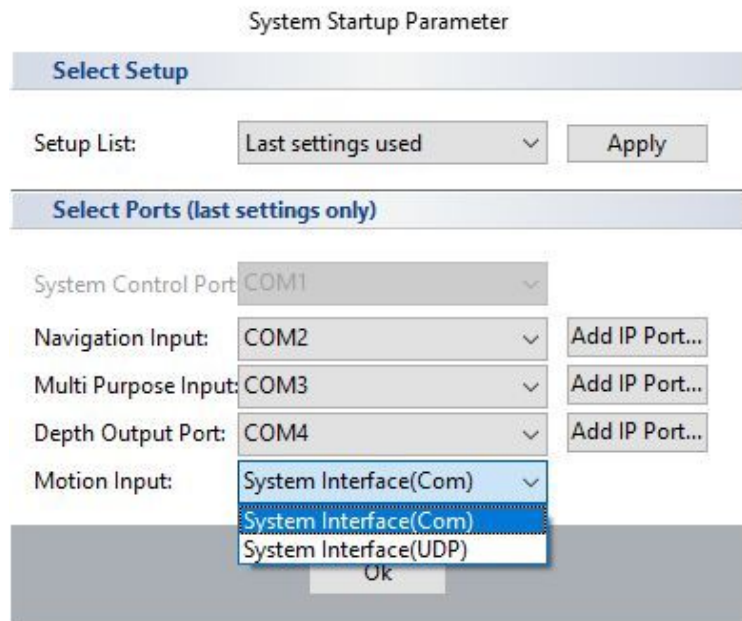 System Startup Parameter
Select Setup
Setup List: Last settings used Apply
Select Ports (last settings only)
System Control Port COM1
Navigation Input: COM2 Add IP Port...
Multi Purpose Input: COM3 Add IP Port...
Depth Output Port: COM4 Add IP Port...
Motion Input: System Interface(Com)
System Interface(Com)
System Interface(UDP)
Ok